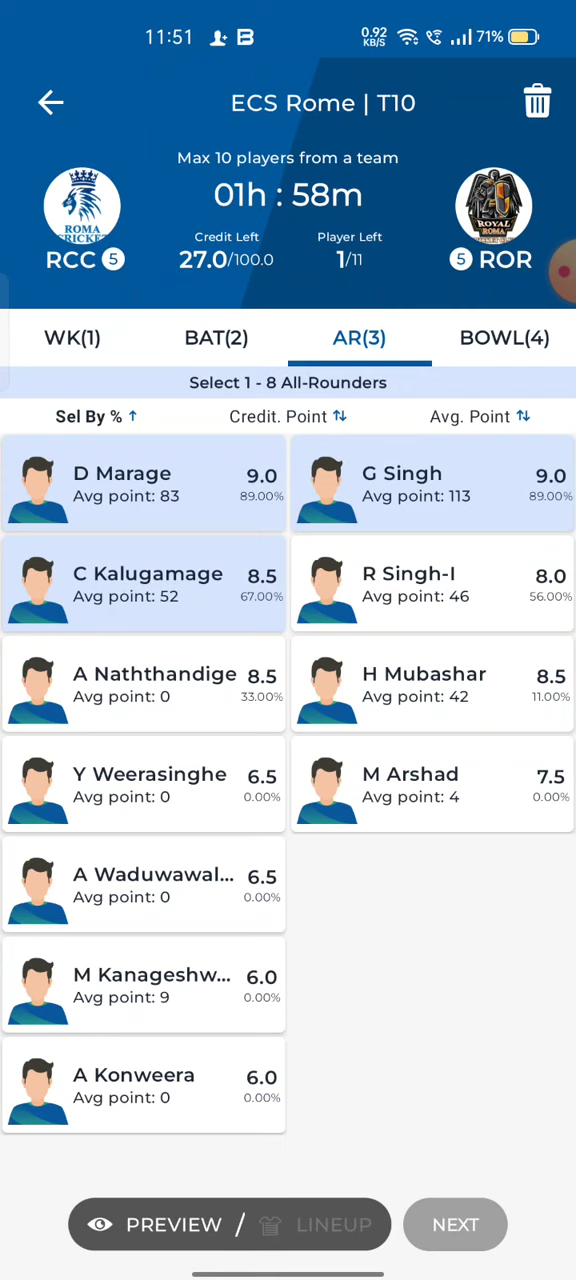 11:51
0.92 KB/S
71%
ECS Rome | T10
Max 10 players from a team
01h : 58m
ROMA
CRICKET
ROYAL
ROMA
Credit Left
Player Left
RCC 5
27.0/100.0
1/11
5 ROR
WK(1) BAT(2) AR(3) BOWL(4)
Select 1 - 8 All-Rounders
Sel By % ↑ Credit. Point ↑↓ Avg. Point ↑↓
D Marage 9.0
Avg point: 83 89.00%
G Singh 9.0
Avg point: 113 89.00%
C Kalugamage 8.5
Avg point: 52 67.00%
R Singh-I 8.0
Avg point: 46 56.00%
A Naththandige 8.5
Avg point: 0 33.00%
H Mubashar 8.5
Avg point: 42 11.00%
Y Weerasinghe 6.5
Avg point: 0 0.00%
M Arshad 7.5
Avg point: 4 0.00%
A Waduwawal... 6.5
Avg point: 0 0.00%
M Kanageshw... 6.0
Avg point: 9 0.00%
A Konweera 6.0
Avg point: 0 0.00%
PREVIEW / LINEUP NEXT